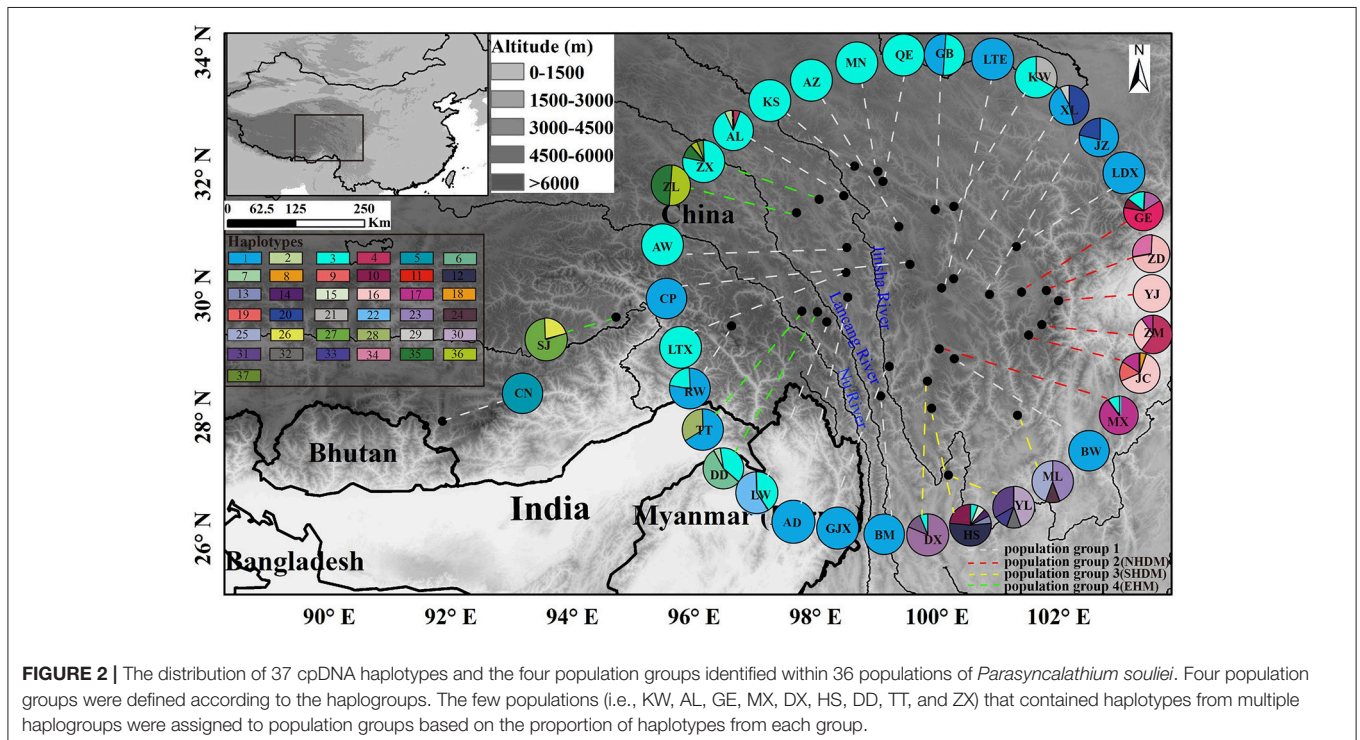 34° N
32° N
30° N
28° N
26° N
Altitude (m)
0-1500
1500-3000
3000-4500
4500-6000
>6000
0 62.5 125 250
Km
N
Haplotypes
1 2 3 4 5 6
7 8 9 10 11 12
13 14 15 16 17 18
19 20 21 22 23 24
25 26 27 28 29 30
31 32 33 34 35 36
37
KS
AZ
MN
QE
GB
LTE
KW
XL
JZ
LDX
GE
ZD
YJ
ZM
JC
MX
BW
ML
YL
HS
DX
BM
GJX
AD
LW
DD
TT
RW
LTX
CP
AW
ZL
ZX
AL
SJ
CN
China
Jinsha River
Lancang River
Nu River
Bhutan
India
Bangladesh
Myanmar
population group 1
population group 2(NHDM)
population group 3(SHDM)
population group 4(EHM)
90° E 92° E 94° E 96° E 98° E 100° E 102° E
FIGURE 2 | The distribution of 37 cpDNA haplotypes and the four population groups identified within 36 populations of Parasyncalathium souliei. Four population
groups were defined according to the haplogroups. The few populations (i.e., KW, AL, GE, MX, DX, HS, DD, TT, and ZX) that contained haplotypes from multiple
haplogroups were assigned to population groups based on the proportion of haplotypes from each group.